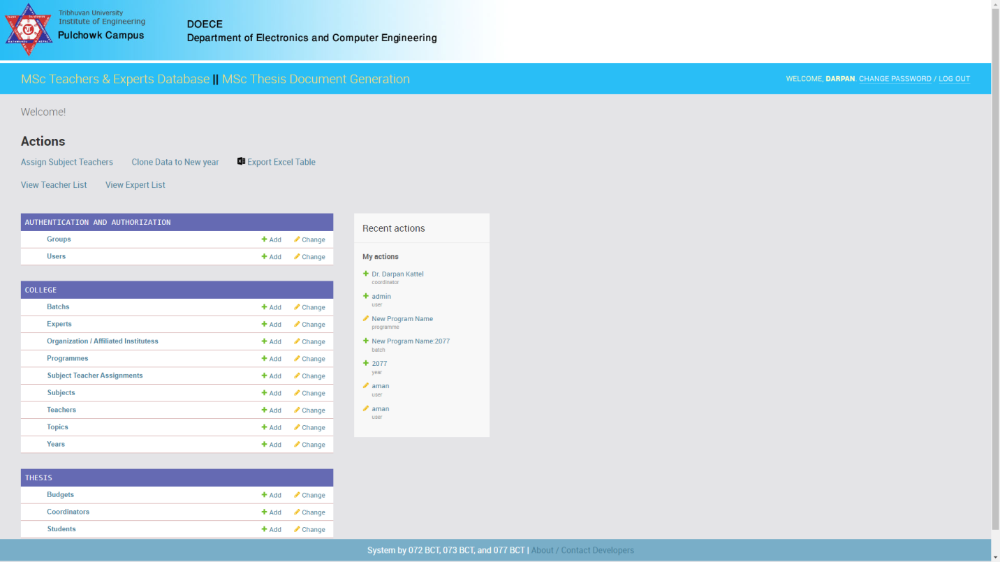 Tribhuvan University
Institute of Engineering
Pulchowk Campus
DOECE
Department of Electronics and Computer Engineering
MSc Teachers & Experts Database || MSc Thesis Document Generation
WELCOME, DARPAN. CHANGE PASSWORD / LOG OUT
Welcome!
Actions
Assign Subject Teachers Clone Data to New year Export Excel Table
View Teacher List View Expert List
AUTHENTICATION AND AUTHORIZATION
Groups Add Change
Users Add Change
COLLEGE
Batchs Add Change
Experts Add Change
Organization / Affiliated Institutess Add Change
Programmes Add Change
Subject Teacher Assignments Add Change
Subjects Add Change
Teachers Add Change
Topics Add Change
Years Add Change
THESIS
Budgets Add Change
Coordinators Add Change
Students Add Change
Recent actions
My actions
Dr. Darpan Kattel
coordinator
admin
user
New Program Name
programme
New Program Name:2077
batch
2077
year
aman
user
aman
user
System by 072 BCT, 073 BCT, and 077 BCT | About / Contact Developers